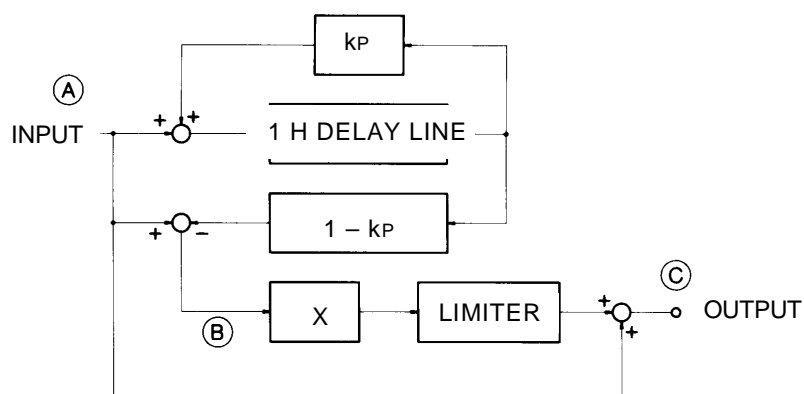 kP
A
+
+
INPUT
1 H DELAY LINE
+
−
1 – kP
C
+
X
LIMITER
OUTPUT
B
+